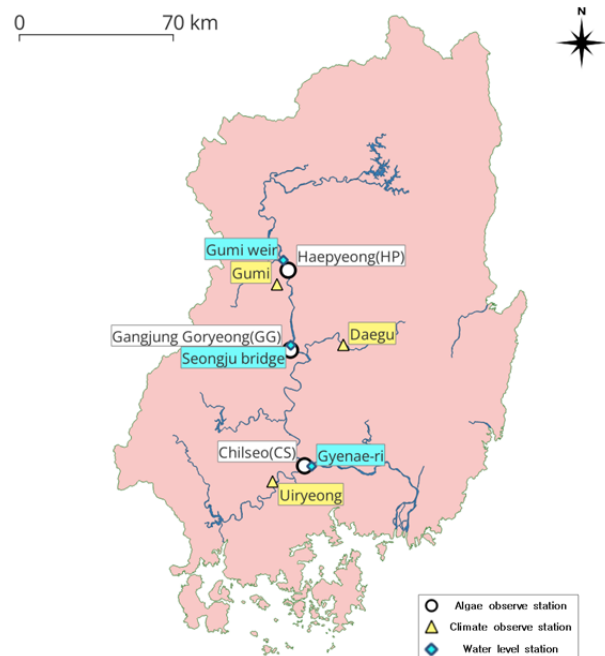 0 70 km
N
Gumi weir
Haepyeong(HP)
Gumi
Gangjung Goryeong(GG)
Daegu
Seongju bridge
Chilseo(CS)
Gyenae-ri
Uiryeong
Algae observe station
Climate observe station
Water level station